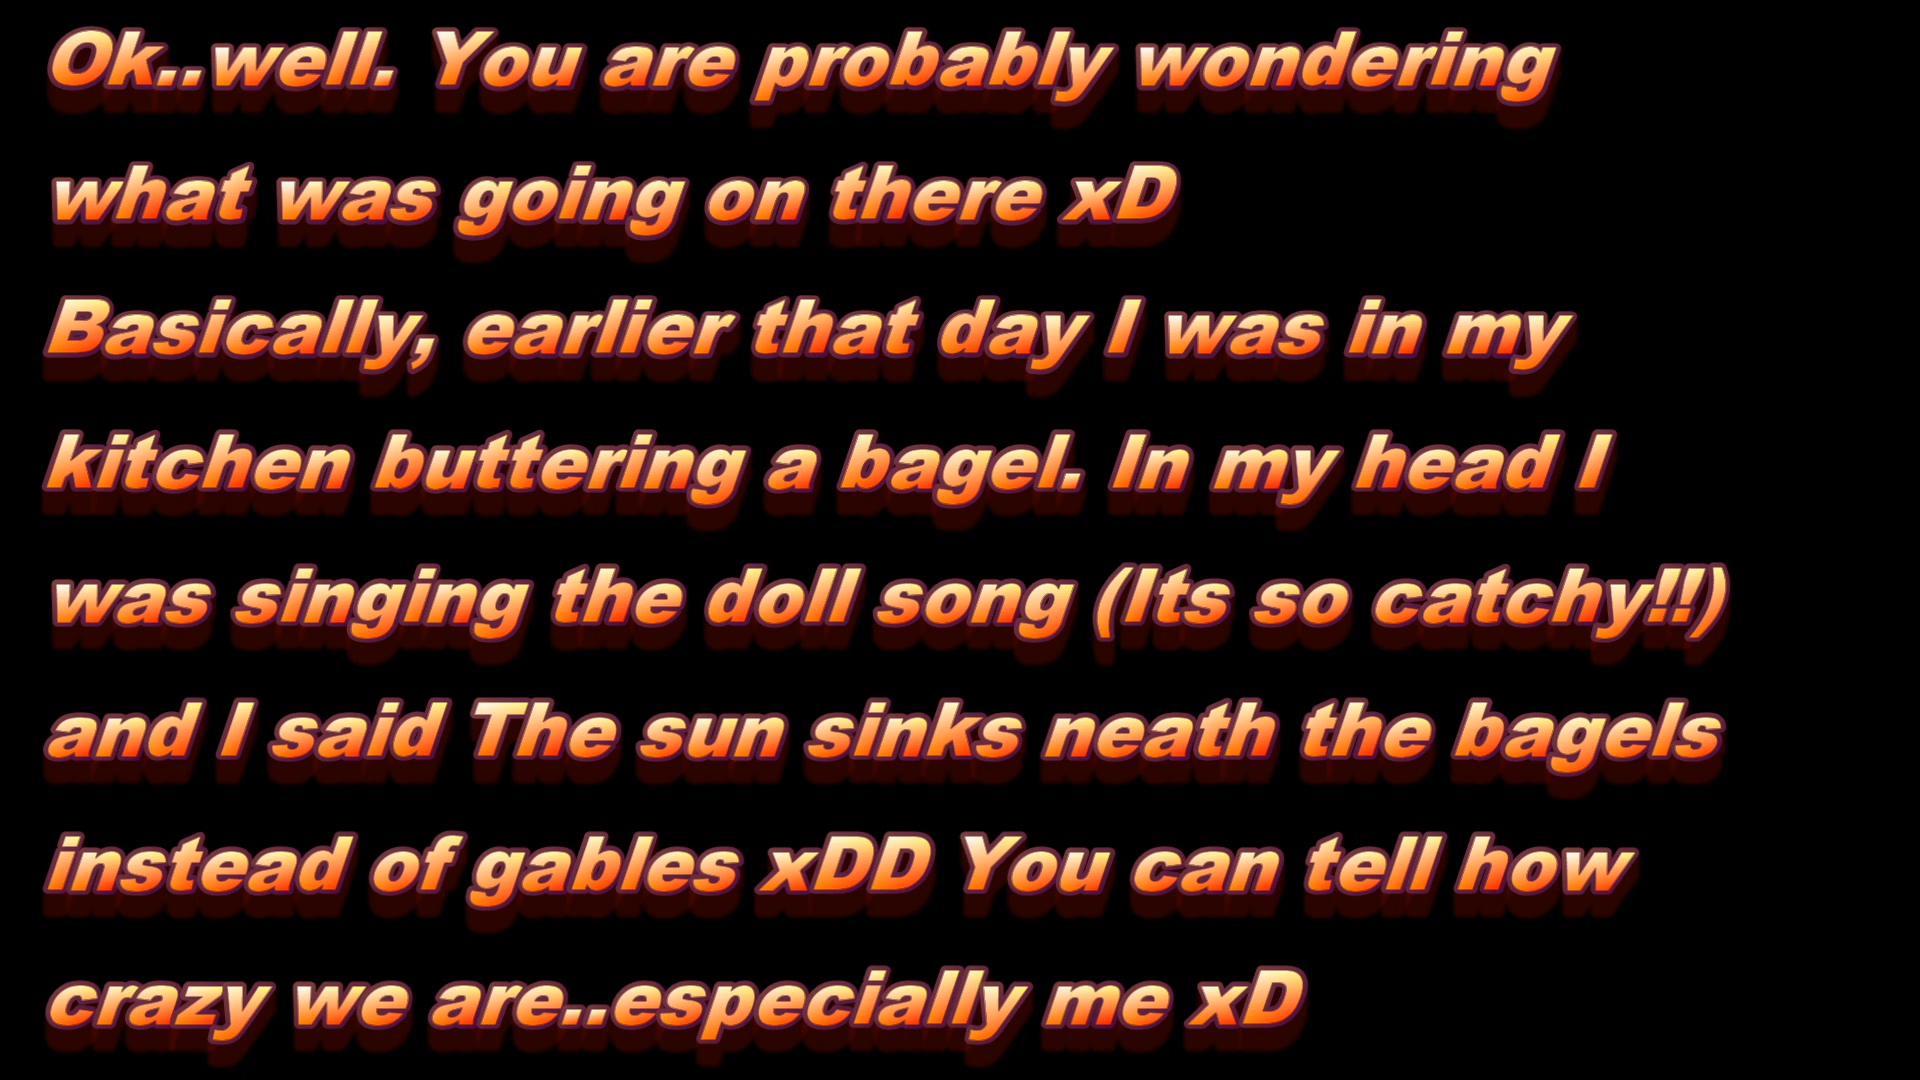 Ok..well. You are probably wondering
what was going on there xD
Basically, earlier that day I was in my
kitchen buttering a bagel. In my head I
was singing the doll song (Its so catchy!!)
and I said The sun sinks neath the bagels
instead of gables xDD You can tell how
crazy we are..especially me xD